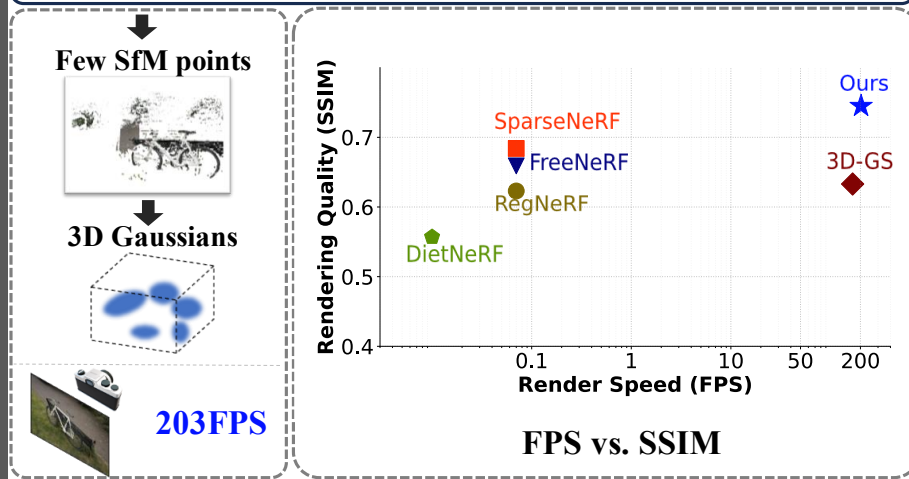 Few SfM points
3D Gaussians
203FPS
Rendering Quality (SSIM)
0.7
0.6
0.5
0.4
Ours
SparseNeRF
3D-GS
FreeNeRF
RegNeRF
DietNeRF
0.1
1
10
50
200
Render Speed (FPS)
FPS vs. SSIM